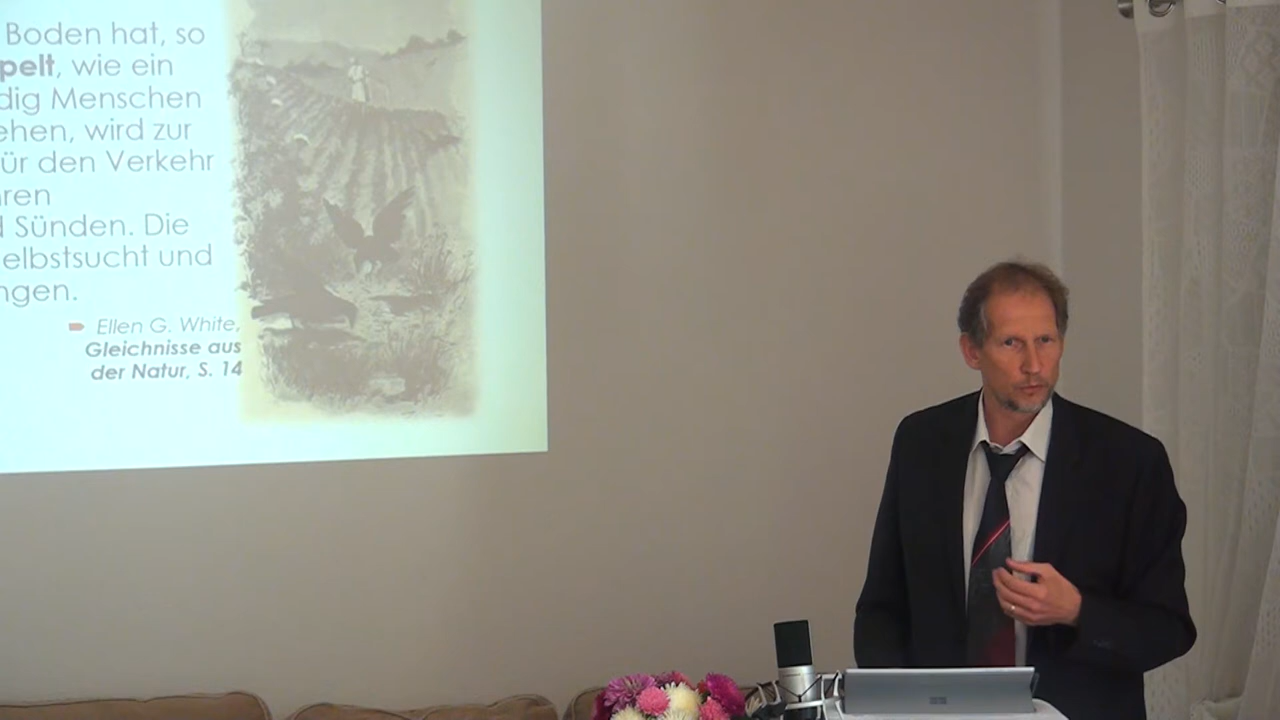 Boden hat, so
pelt, wie ein
dig Menschen
ehen, wird zur
ür den Verkehr
ren
Sünden. Die
elbstsucht und
ngen.
Ellen G. White,
Gleichnisse aus
der Natur, S. 14